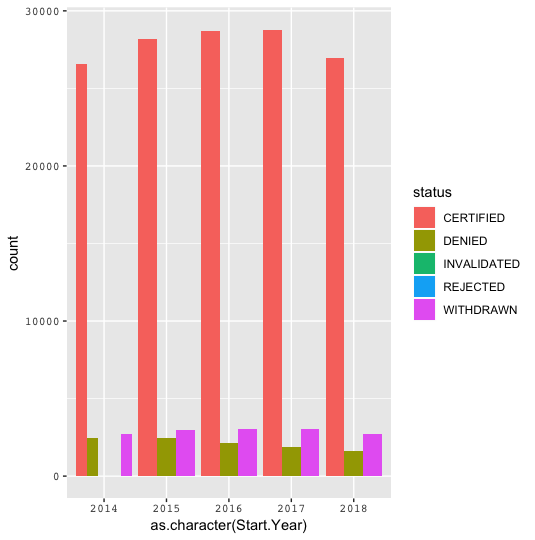 30000
20000
10000
0
count
2014 2015 2016 2017 2018
as.character(Start.Year)
status
CERTIFIED
DENIED
INVALIDATED
REJECTED
WITHDRAWN